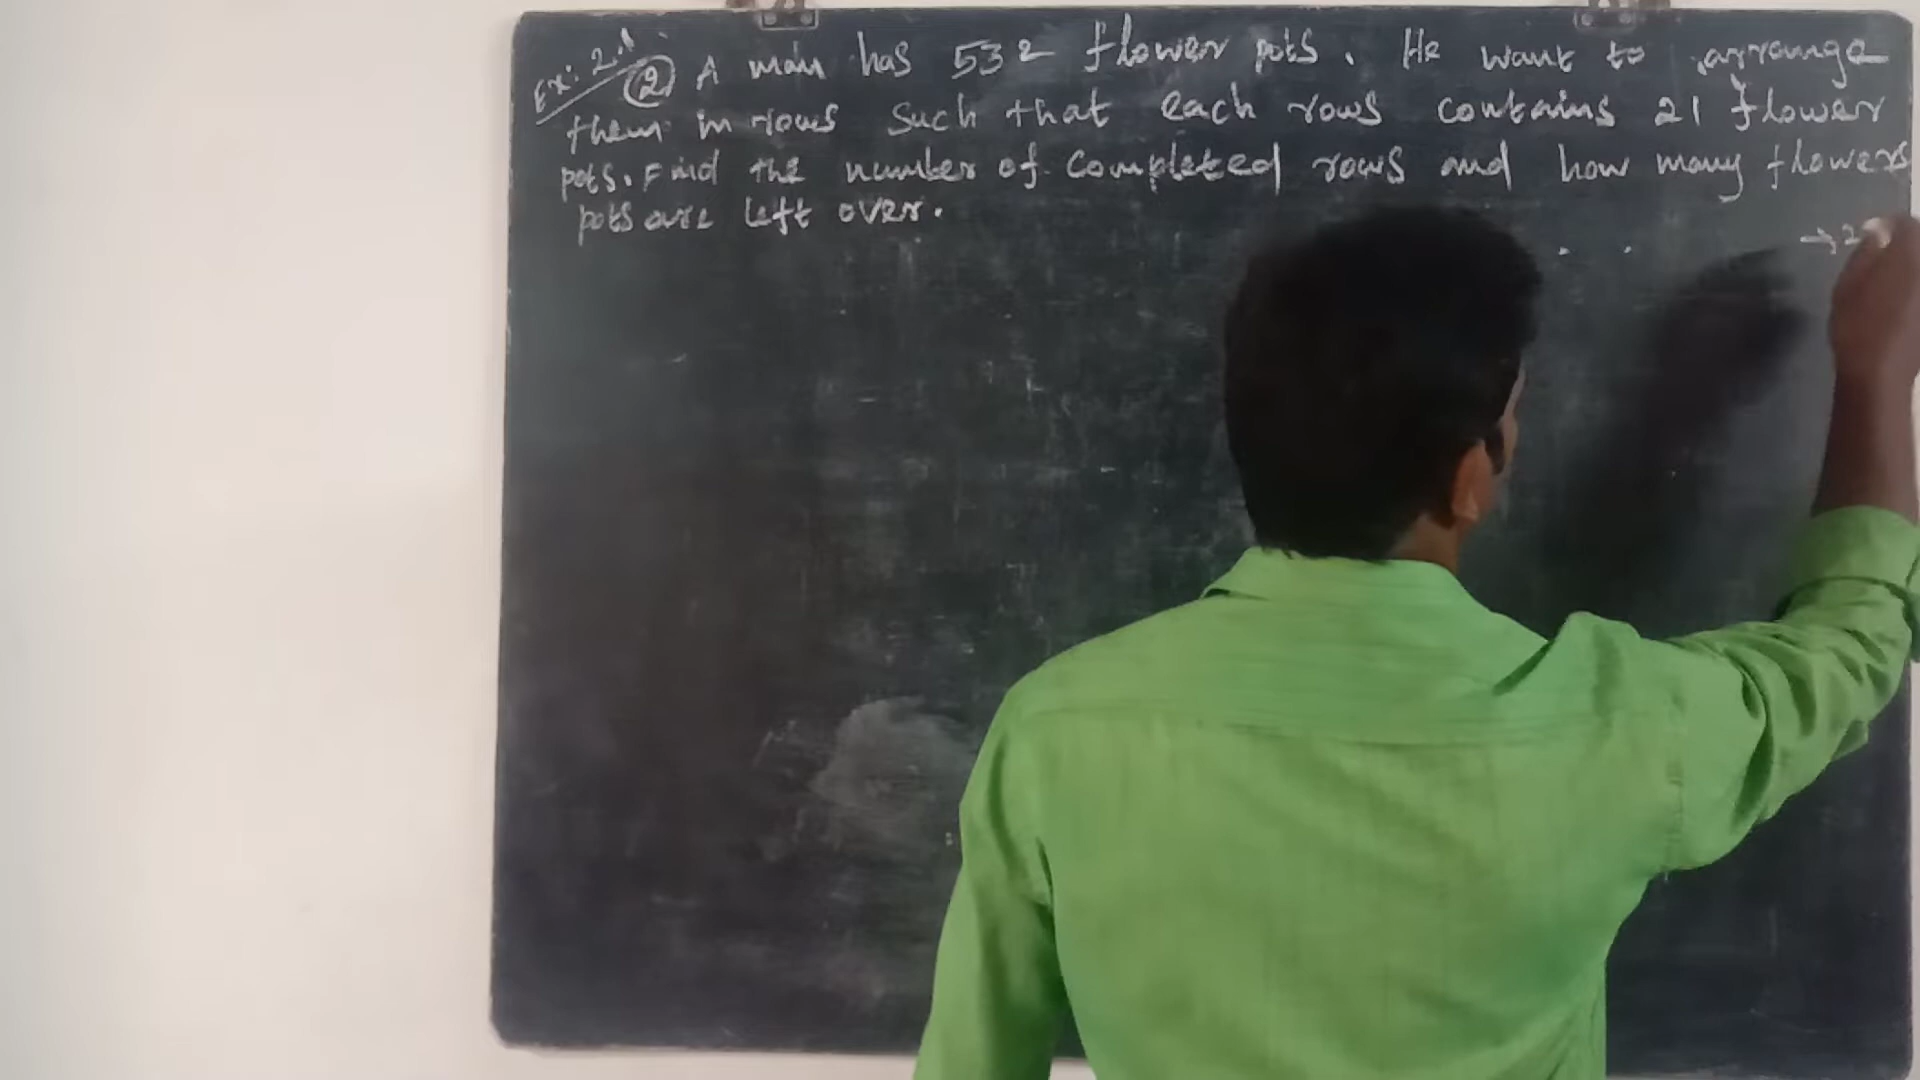 Ex: 2.1
② A man has 532 flower pots. He want to arrange
them in rows such that each rows contains 21 flower
pots. Find the number of completed rows and how many flowers
pots are left over.
→ 2